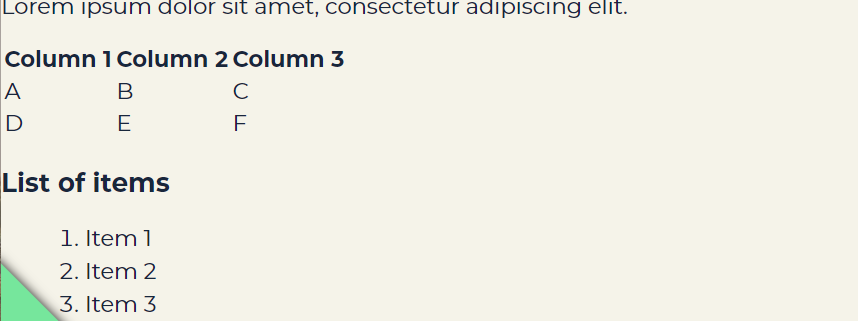 Lorem ipsum dolor sit amet, consectetur adipiscing elit.
Column 1 Column 2 Column 3
A B C
D E F
List of items
1. Item 1
2. Item 2
3. Item 3